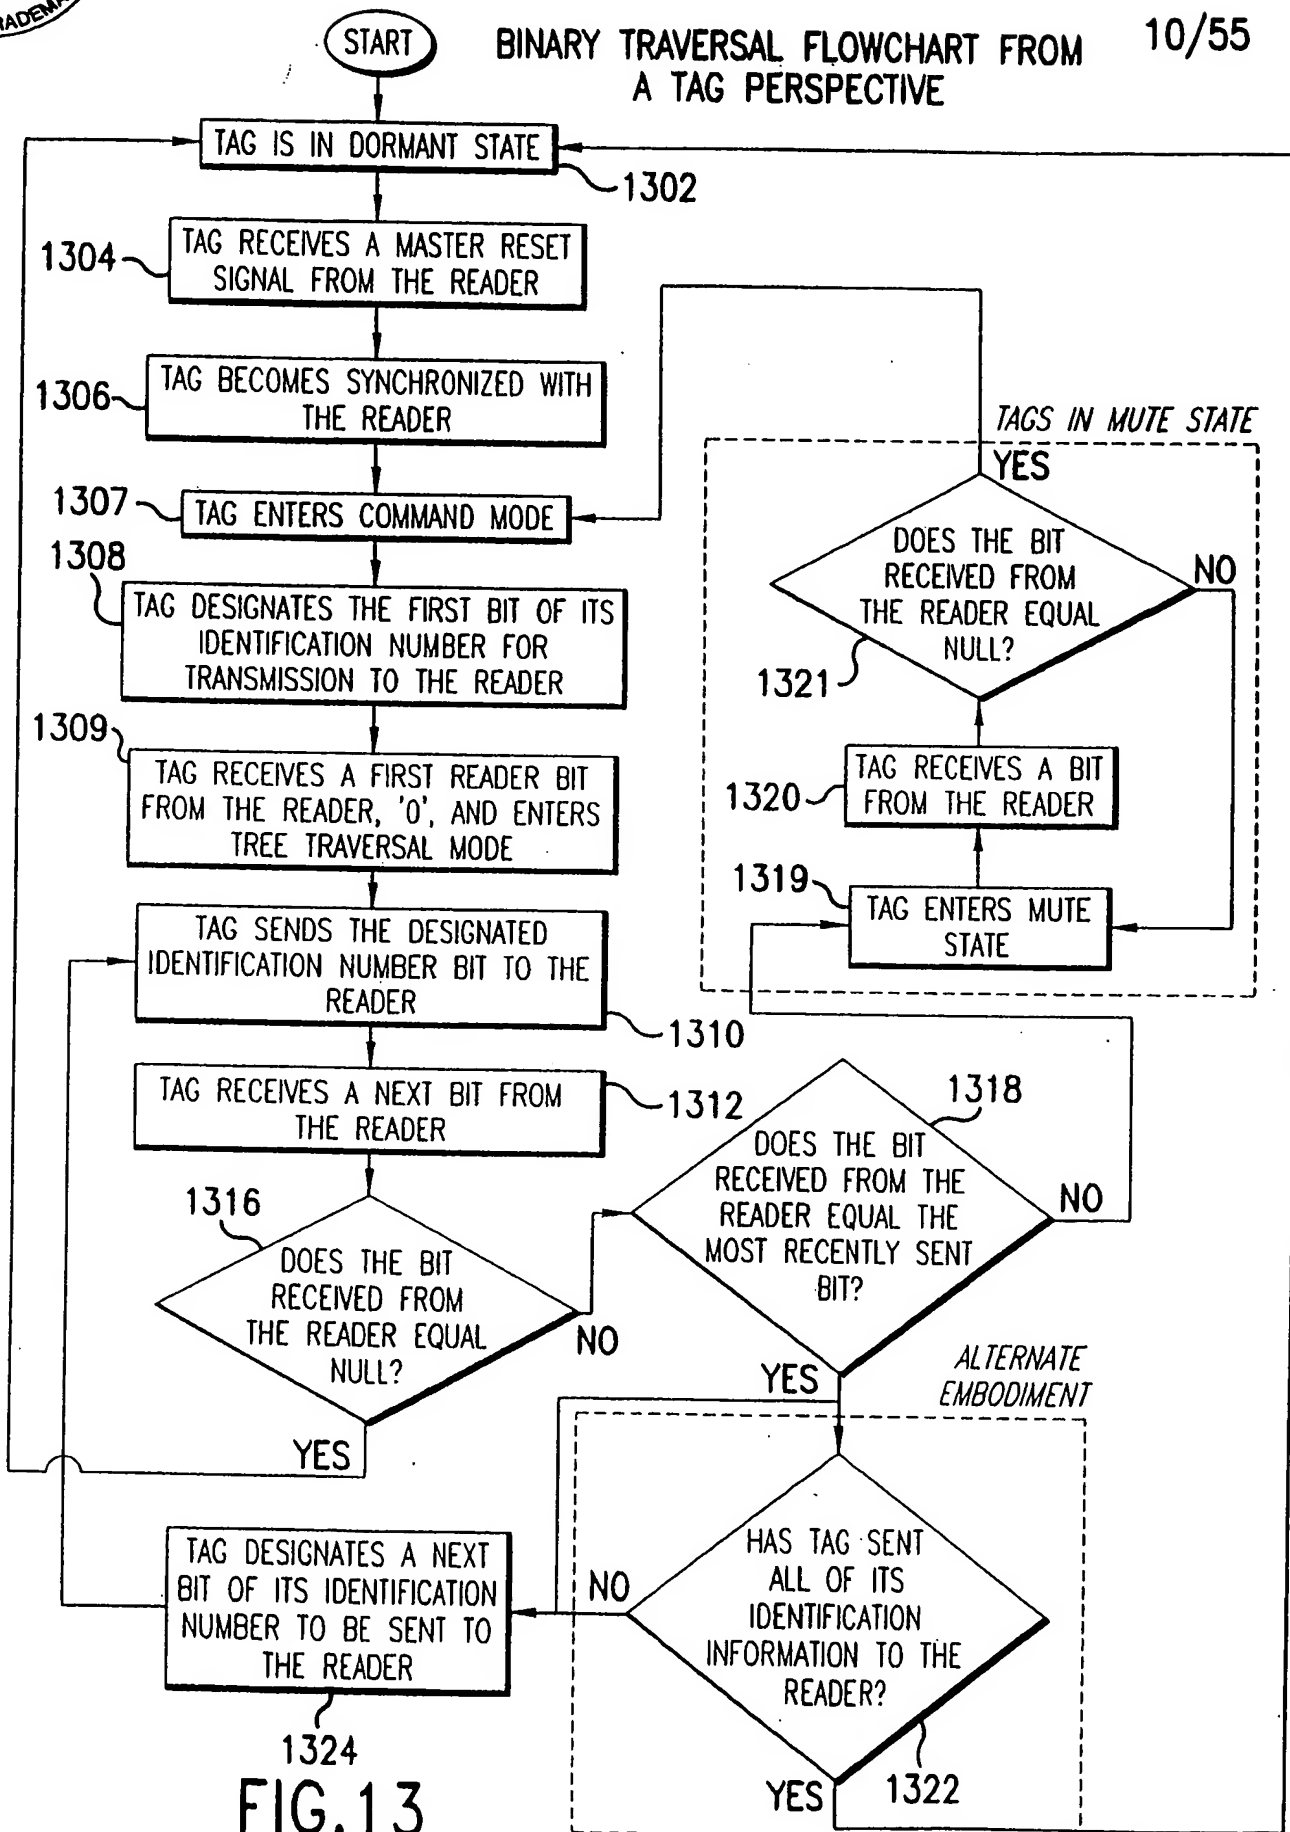 START
BINARY TRAVERSAL FLOWCHART FROM
A TAG PERSPECTIVE
10/55
TAG IS IN DORMANT STATE
1302
1304
TAG RECEIVES A MASTER RESET
SIGNAL FROM THE READER
1306
TAG BECOMES SYNCHRONIZED WITH
THE READER
1307
TAG ENTERS COMMAND MODE
1308
TAG DESIGNATES THE FIRST BIT OF ITS
IDENTIFICATION NUMBER FOR
TRANSMISSION TO THE READER
1309
TAG RECEIVES A FIRST READER BIT
FROM THE READER, '0', AND ENTERS
TREE TRAVERSAL MODE
TAG SENDS THE DESIGNATED
IDENTIFICATION NUMBER BIT TO THE
READER
1310
TAG RECEIVES A NEXT BIT FROM
THE READER
1312
1316
DOES THE BIT
RECEIVED FROM
THE READER EQUAL
NULL?
NO
YES
1318
DOES THE BIT
RECEIVED FROM THE
READER EQUAL THE
MOST RECENTLY SENT
BIT?
NO
YES
TAGS IN MUTE STATE
YES
DOES THE BIT
RECEIVED FROM
THE READER EQUAL
NULL?
NO
1321
TAG RECEIVES A BIT
FROM THE READER
1320
1319
TAG ENTERS MUTE
STATE
ALTERNATE
EMBODIMENT
HAS TAG SENT
ALL OF ITS
IDENTIFICATION
INFORMATION TO THE
READER?
NO
YES
1322
TAG DESIGNATES A NEXT
BIT OF ITS IDENTIFICATION
NUMBER TO BE SENT TO
THE READER
1324
FIG.13